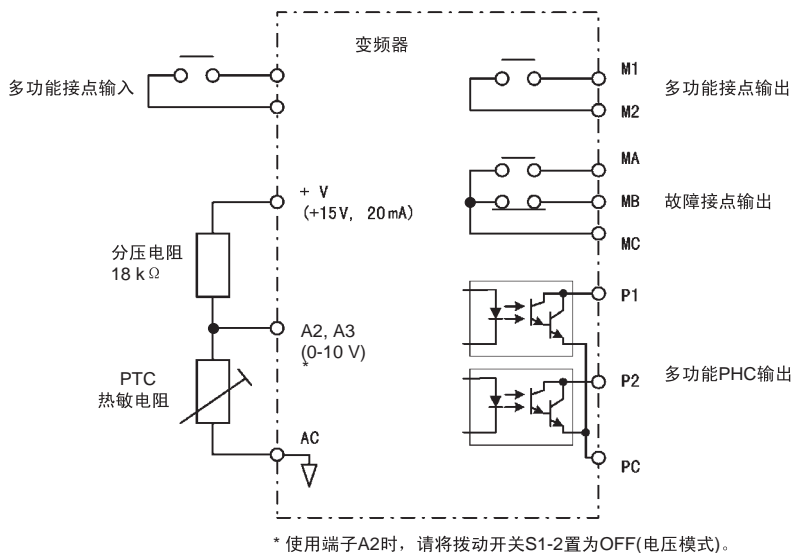 变频器
多功能接点输入
M1
多功能接点输出
M2
MA
MB
故障接点输出
MC
+ V
(+15V, 20mA)
分压电阻
18 kΩ
A2, A3
(0-10 V)
*
PTC
热敏电阻
AC
P1
P2
多功能PHC输出
PC
* 使用端子A2时，请将拨动开关S1-2置为OFF(电压模式)。